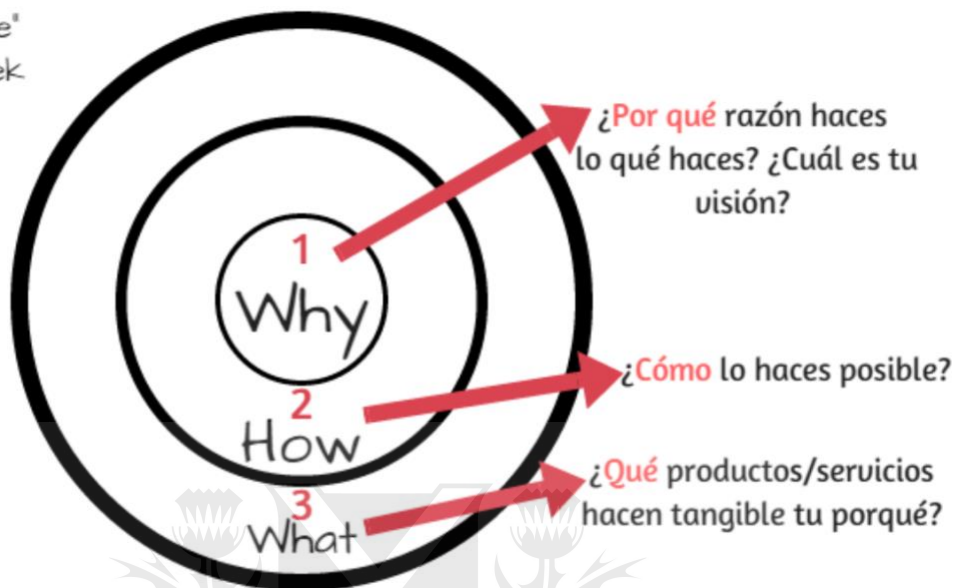 e"
ek
¿Por qué razón haces
lo qué haces? ¿Cuál es tu
visión?
1
Why
¿Cómo lo haces posible?
2
How
¿Qué productos/servicios
hacen tangible tu porqué?
3
What